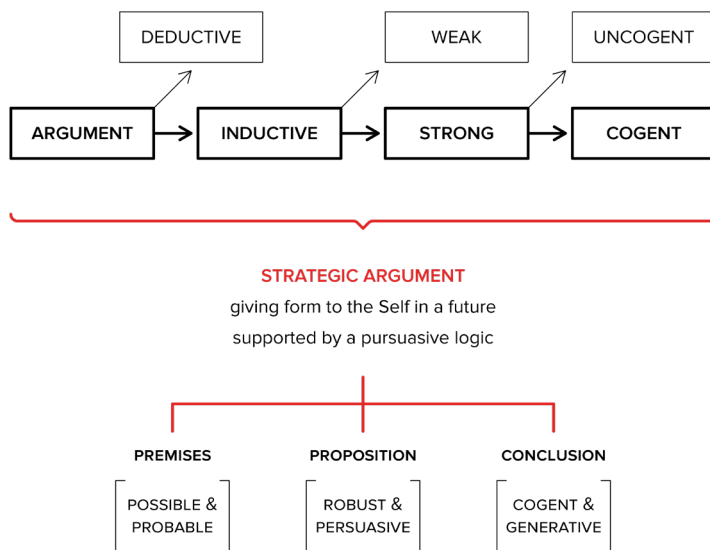 DEDUCTIVE
WEAK
UNCOGENT
ARGUMENT
INDUCTIVE
STRONG
COGENT
STRATEGIC ARGUMENT
giving form to the Self in a future
supported by a pursuasive logic
PREMISES
PROPOSITION
CONCLUSION
POSSIBLE &
PROBABLE
ROBUST &
PERSUASIVE
COGENT &
GENERATIVE